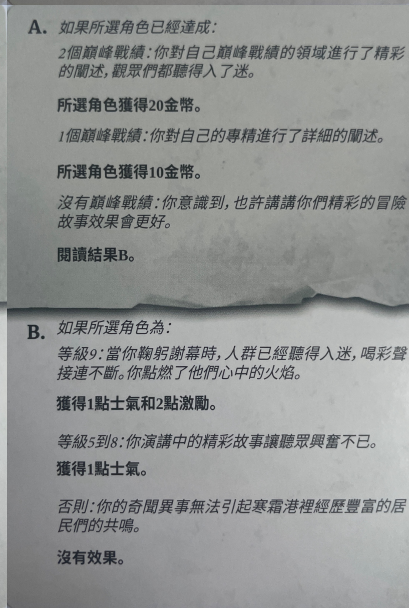 A. 如果所選角色已經達成：
2個巔峰戰績：你對自己巔峰戰績的領域進行了精彩
的闡述，觀眾們都聽得入了迷。
所選角色獲得20金幣。
1個巔峰戰績：你對自己的專精進行了詳細的闡述。
所選角色獲得10金幣。
沒有巔峰戰績：你意識到，也許講講你們精彩的冒險
故事效果會更好。
閱讀結果B。
B. 如果所選角色為：
等級9：當你鞠躬謝幕時，人群已經聽得入迷，喝彩聲
接連不斷。你點燃了他們心中的火焰。
獲得1點士氣和2點激勵。
等級5到8：你演講中的精彩故事讓聽眾興奮不已。
獲得1點士氣。
否則：你的奇聞異事無法引起寒霜港裡經歷豐富的居
民們的共鳴。
沒有效果。